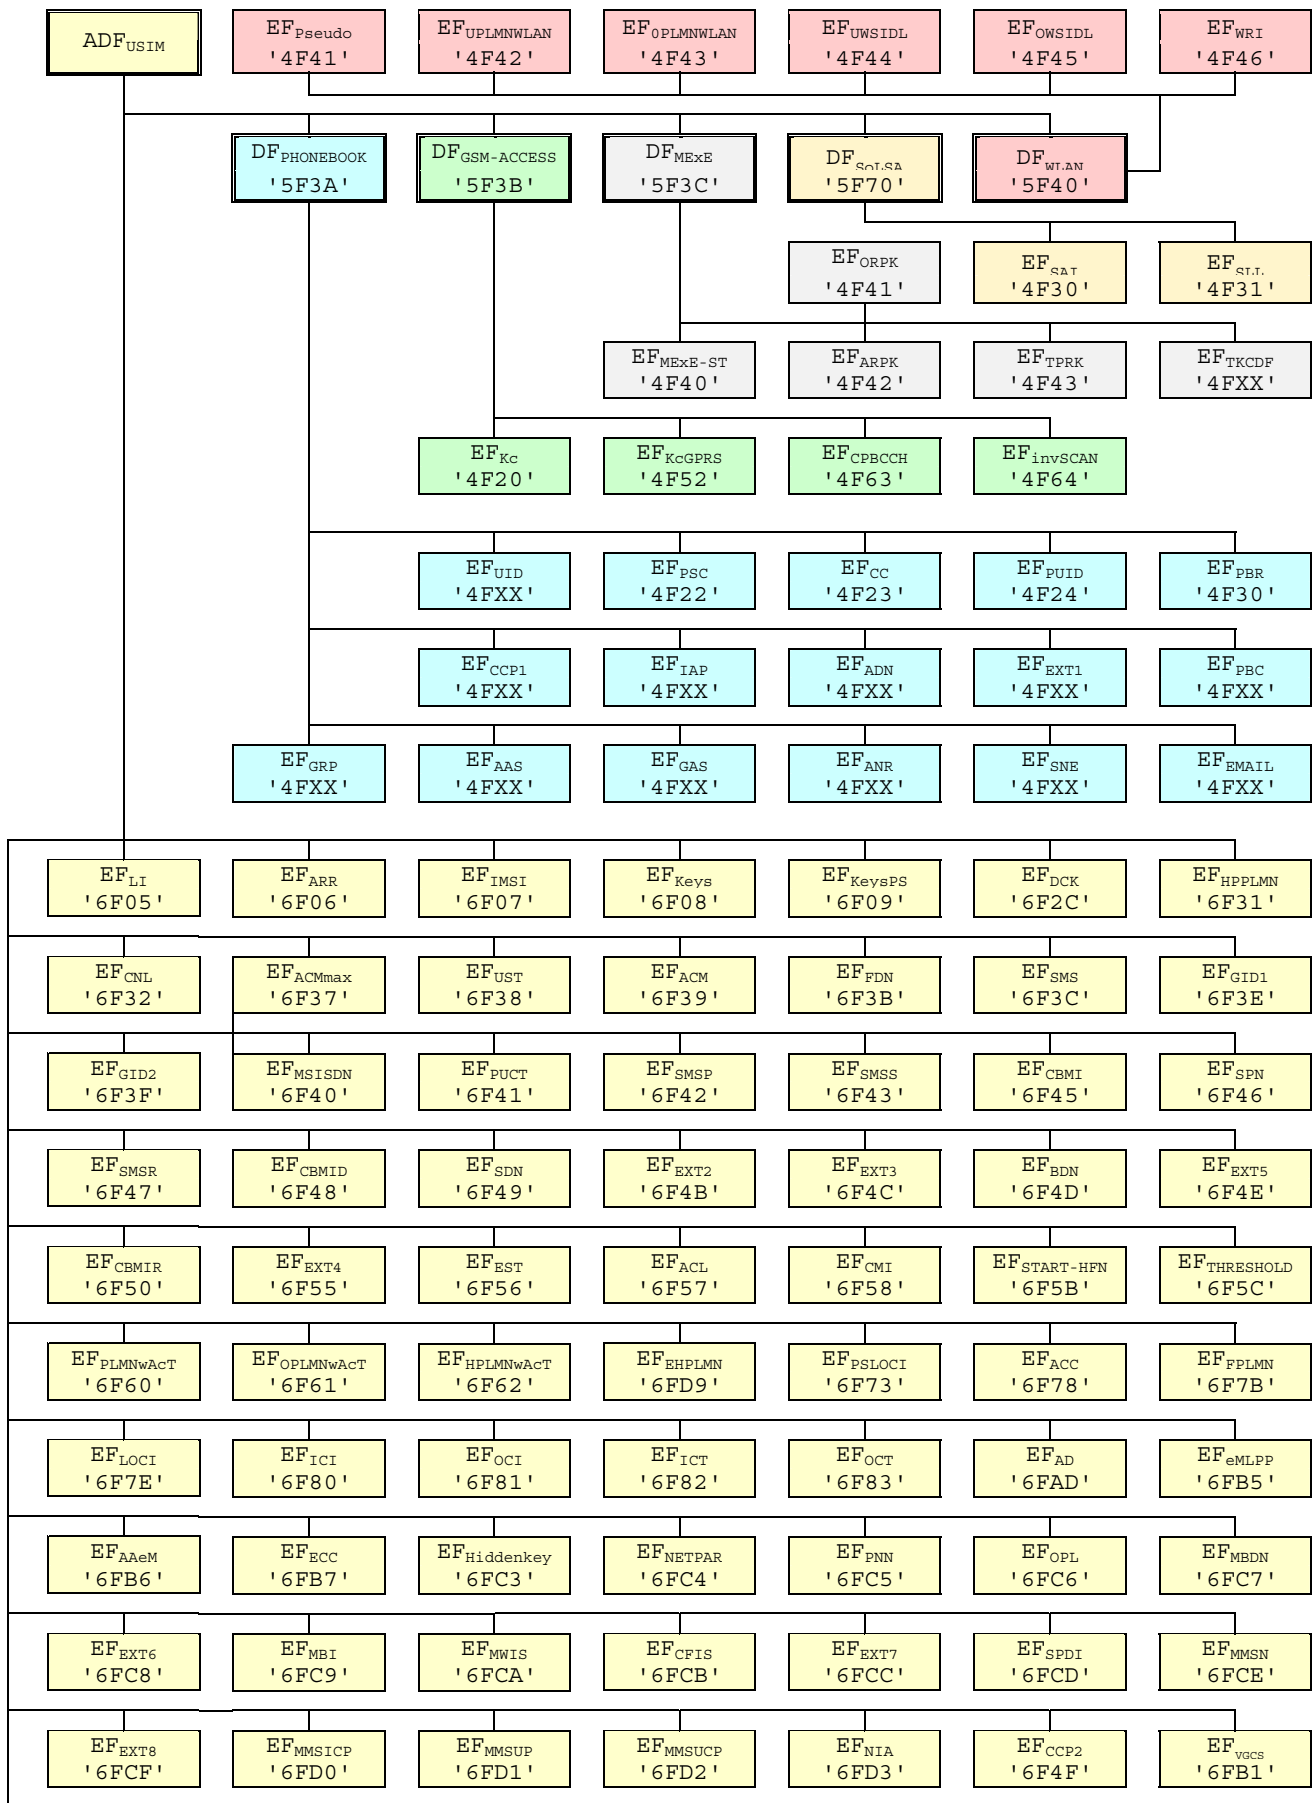 ADFUSIM
EFPseudo
'4F41'
EFUPLMNWLAN
'4F42'
EF0PLMNWLAN
'4F43'
EFUWSIDL
'4F44'
EFOWSIDL
'4F45'
EFWRI
'4F46'
DFPHONEBOOK
'5F3A'
DFGSM-ACCESS
'5F3B'
DFMExE
'5F3C'
DFSoLSA
'5F70'
DFWLAN
'5F40'
EFORPK
'4F41'
EFSAI
'4F30'
EFSLL
'4F31'
EFMExE-ST
'4F40'
EFARPK
'4F42'
EFTPRK
'4F43'
EFTKCDF
'4FXX'
EFKc
'4F20'
EFKcGPRS
'4F52'
EFCPBCCH
'4F63'
EFinvSCAN
'4F64'
EFUID
'4FXX'
EFPSC
'4F22'
EFCC
'4F23'
EFPUID
'4F24'
EFPBR
'4F30'
EFCCP1
'4FXX'
EFIAP
'4FXX'
EFADN
'4FXX'
EFEXT1
'4FXX'
EFPBC
'4FXX'
EFGRP
'4FXX'
EFAAS
'4FXX'
EFGAS
'4FXX'
EFANR
'4FXX'
EFSNE
'4FXX'
EFEMAIL
'4FXX'
EFLI
'6F05'
EFARR
'6F06'
EFIMSI
'6F07'
EFKeys
'6F08'
EFKeysPS
'6F09'
EFDCK
'6F2C'
EFHPPLMN
'6F31'
EFCNL
'6F32'
EFACMmax
'6F37'
EFUST
'6F38'
EFACM
'6F39'
EFFDN
'6F3B'
EFSMS
'6F3C'
EFGID1
'6F3E'
EFGID2
'6F3F'
EFMSISDN
'6F40'
EFPUCT
'6F41'
EFSMSP
'6F42'
EFSMSS
'6F43'
EFCBMI
'6F45'
EFSPN
'6F46'
EFSMSR
'6F47'
EFCBMID
'6F48'
EFSDN
'6F49'
EFEXT2
'6F4B'
EFEXT3
'6F4C'
EFBDN
'6F4D'
EFEXT5
'6F4E'
EFCBMIR
'6F50'
EFEXT4
'6F55'
EFEST
'6F56'
EFACL
'6F57'
EFCMI
'6F58'
EFSTART-HFN
'6F5B'
EFTHRESHOLD
'6F5C'
EFPLMNwAcT
'6F60'
EFOPLMNwAcT
'6F61'
EFHPLMNwAcT
'6F62'
EFEHPLMN
'6FD9'
EFPSLOCI
'6F73'
EFACC
'6F78'
EFFPLMN
'6F7B'
EFLOCI
'6F7E'
EFICI
'6F80'
EFOCI
'6F81'
EFICT
'6F82'
EFOCT
'6F83'
EFAD
'6FAD'
EFeMLPP
'6FB5'
EFAAeM
'6FB6'
EFECC
'6FB7'
EFHiddenkey
'6FC3'
EFNETPAR
'6FC4'
EFPNN
'6FC5'
EFOPL
'6FC6'
EFMBDN
'6FC7'
EFEXT6
'6FC8'
EFMBI
'6FC9'
EFMWIS
'6FCA'
EFCFIS
'6FCB'
EFEXT7
'6FCC'
EFSPDI
'6FCD'
EFMMSN
'6FCE'
EFEXT8
'6FCF'
EFMMSICP
'6FD0'
EFMMSUP
'6FD1'
EFMMSUCP
'6FD2'
EFNIA
'6FD3'
EFCCP2
'6F4F'
EFVGCS
'6FB1'